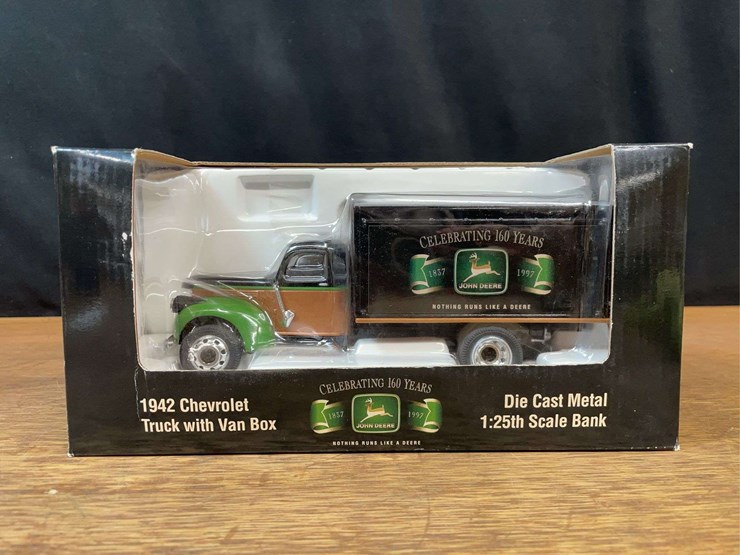 CELEBRATING 160 YEARS
1837 1997
JOHN DEERE
NOTHING RUNS LIKE A DEERE
1942 Chevrolet
Truck with Van Box
CELEBRATING 160 YEARS
1837 1997
JOHN DEERE
NOTHING RUNS LIKE A DEERE
Die Cast Metal
1:25th Scale Bank